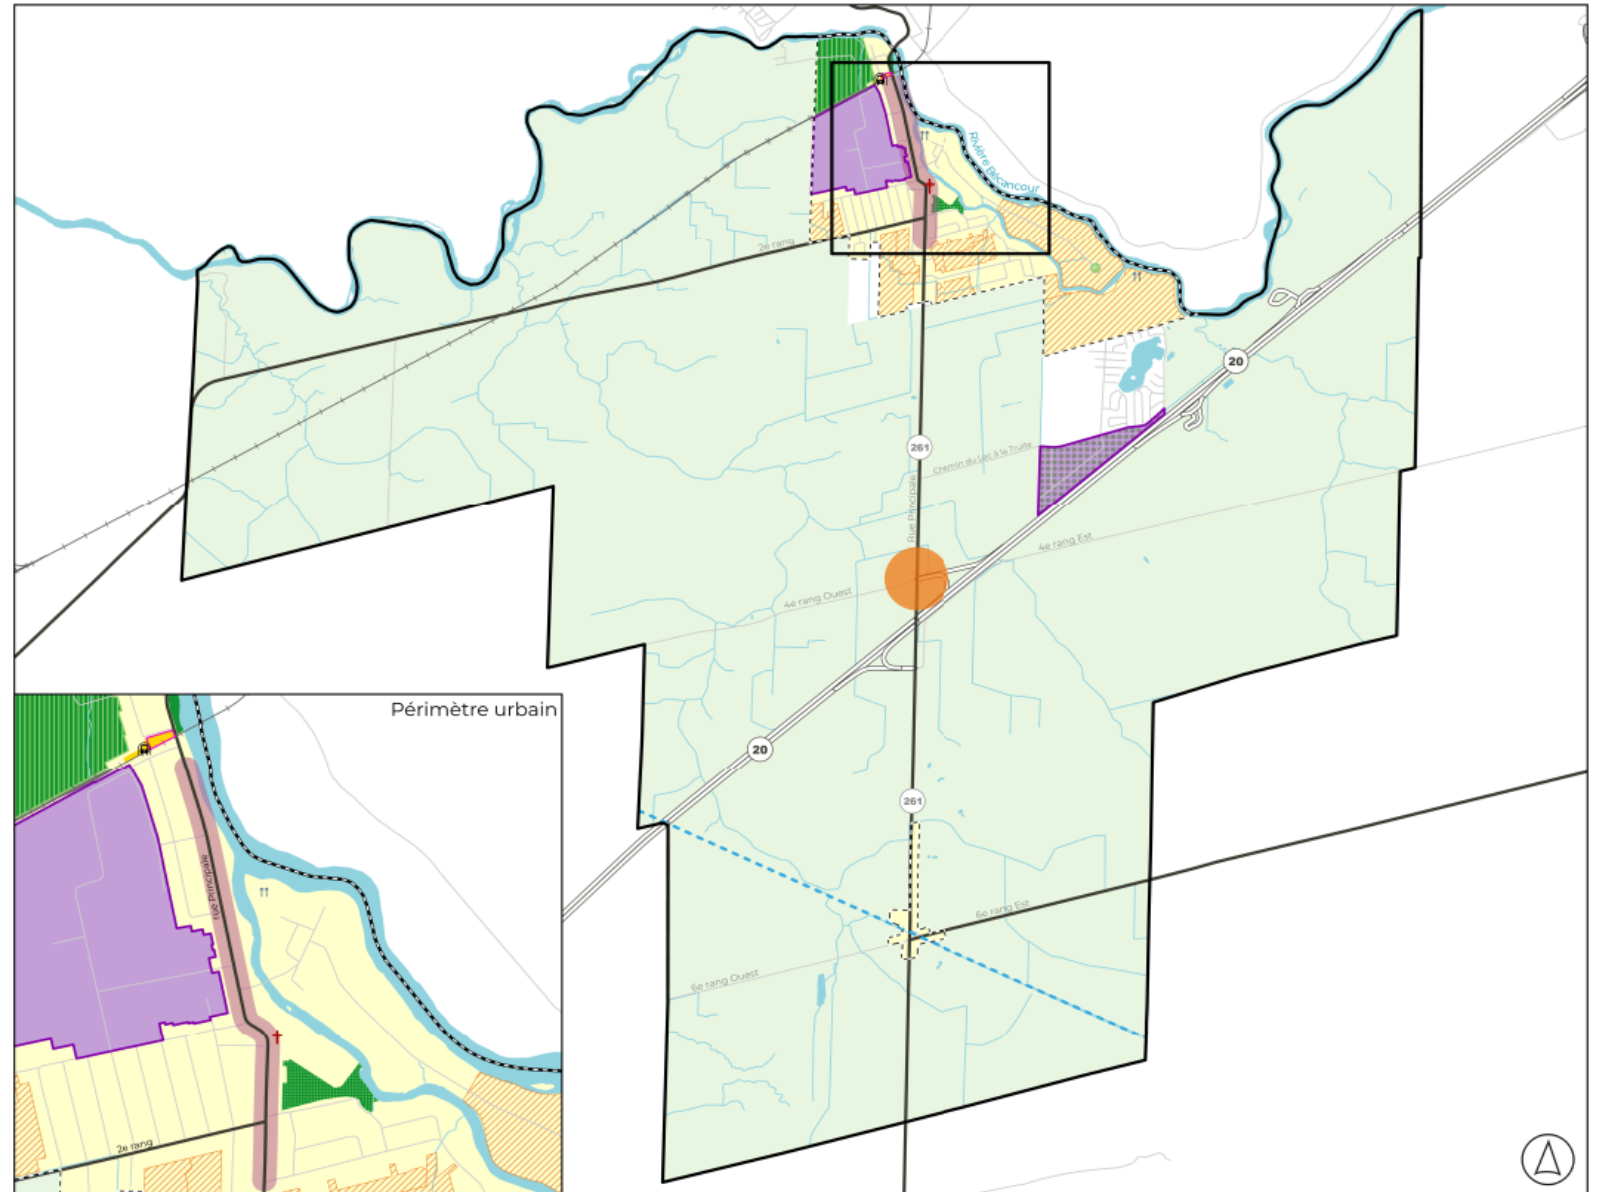 Rivière Bécancour
2e rang
20
261
Chemin du Lac à la Truite
Rue Principale
4e rang Est
4e rang Ouest
Périmètre urbain
20
261
rue Principale
6e rang Est
6e rang Ouest
2e rang